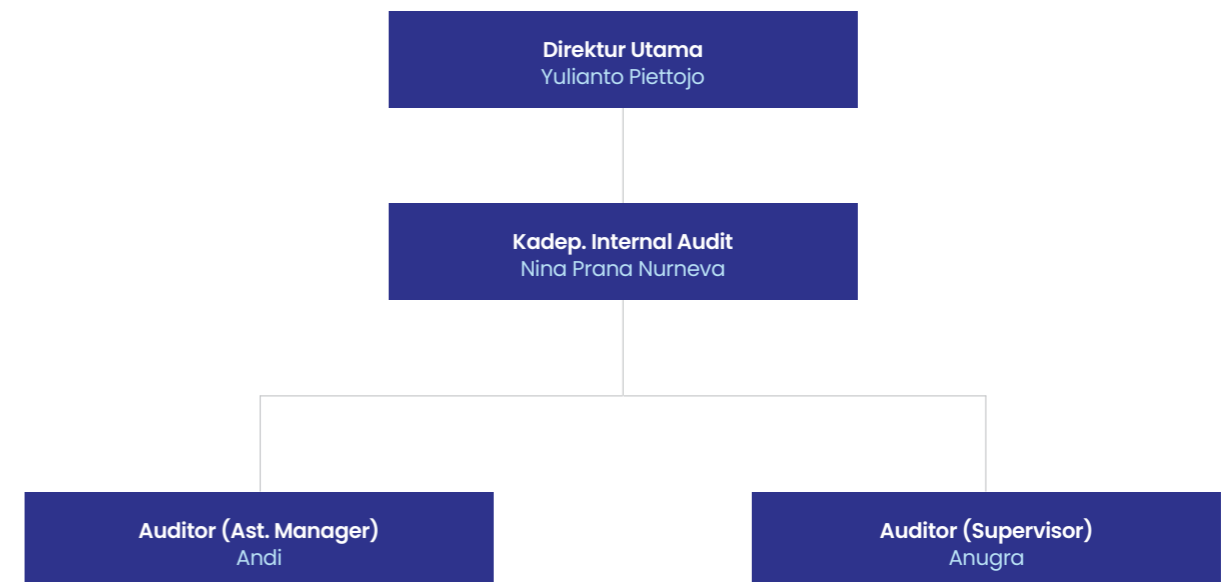 Direktur Utama
Yulianto Piettojo
Kadep. Internal Audit
Nina Prana Nurneva
Auditor (Ast. Manager)
Andi
Auditor (Supervisor)
Anugra